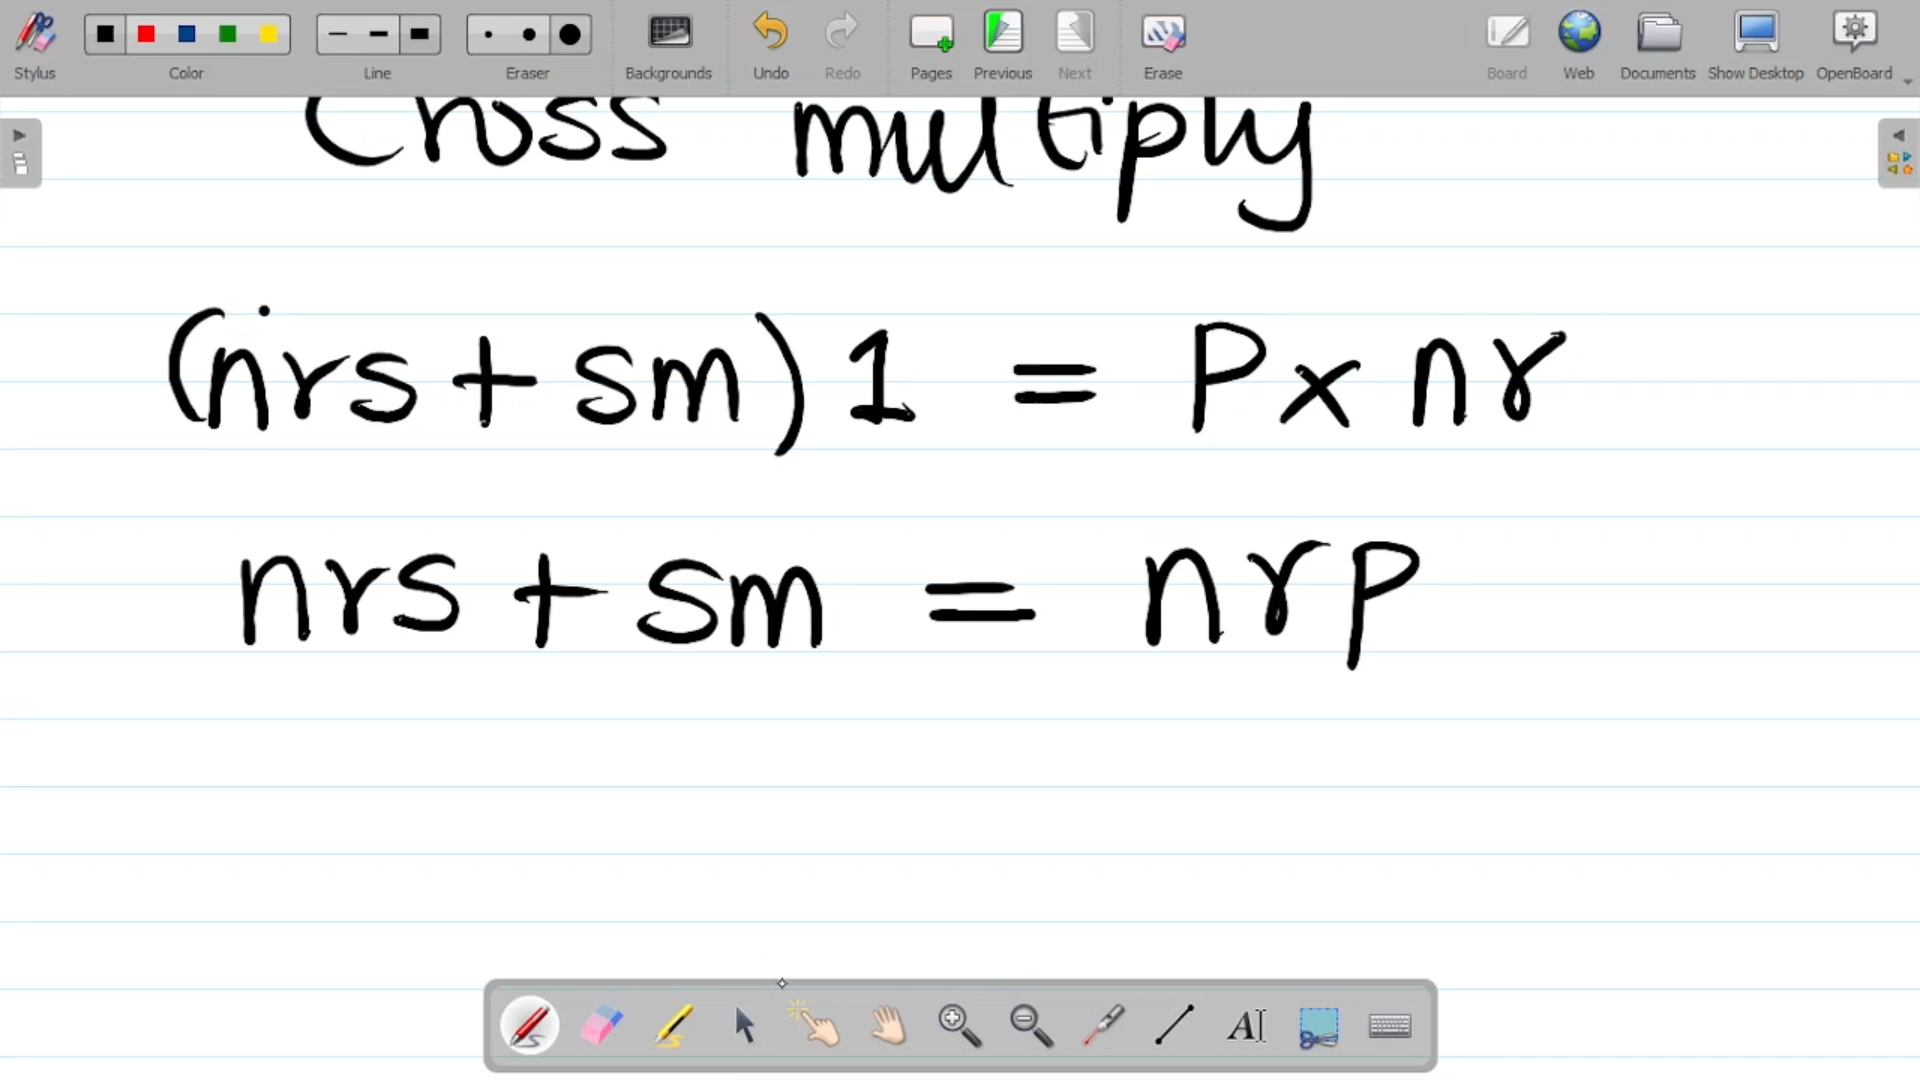 Stylus Color Line Eraser Backgrounds Undo Redo Pages Previous Next Erase Board Web Documents Show Desktop OpenBoard
Cross multiply
(nrs + sm) 1 = P x nr
nrs + sm = nrp
AI